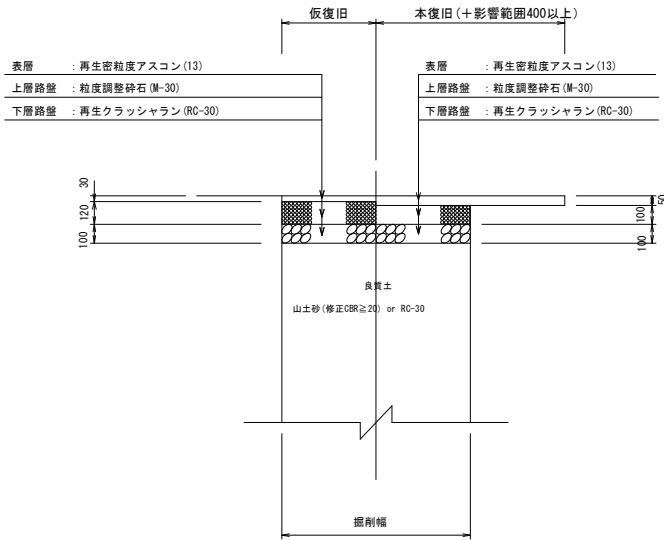 仮復旧
本復旧(＋影響範囲400以上)
表層 : 再生密粒度アスコン(13)
上層路盤 : 粒度調整砕石(M-30)
下層路盤 : 再生クラッシャラン(RC-30)
表層 : 再生密粒度アスコン(13)
上層路盤 : 粒度調整砕石(M-30)
下層路盤 : 再生クラッシャラン(RC-30)
30
120
100
50
100
100
良質土
山土砂(修正CBR≧20) or RC-30
掘削幅